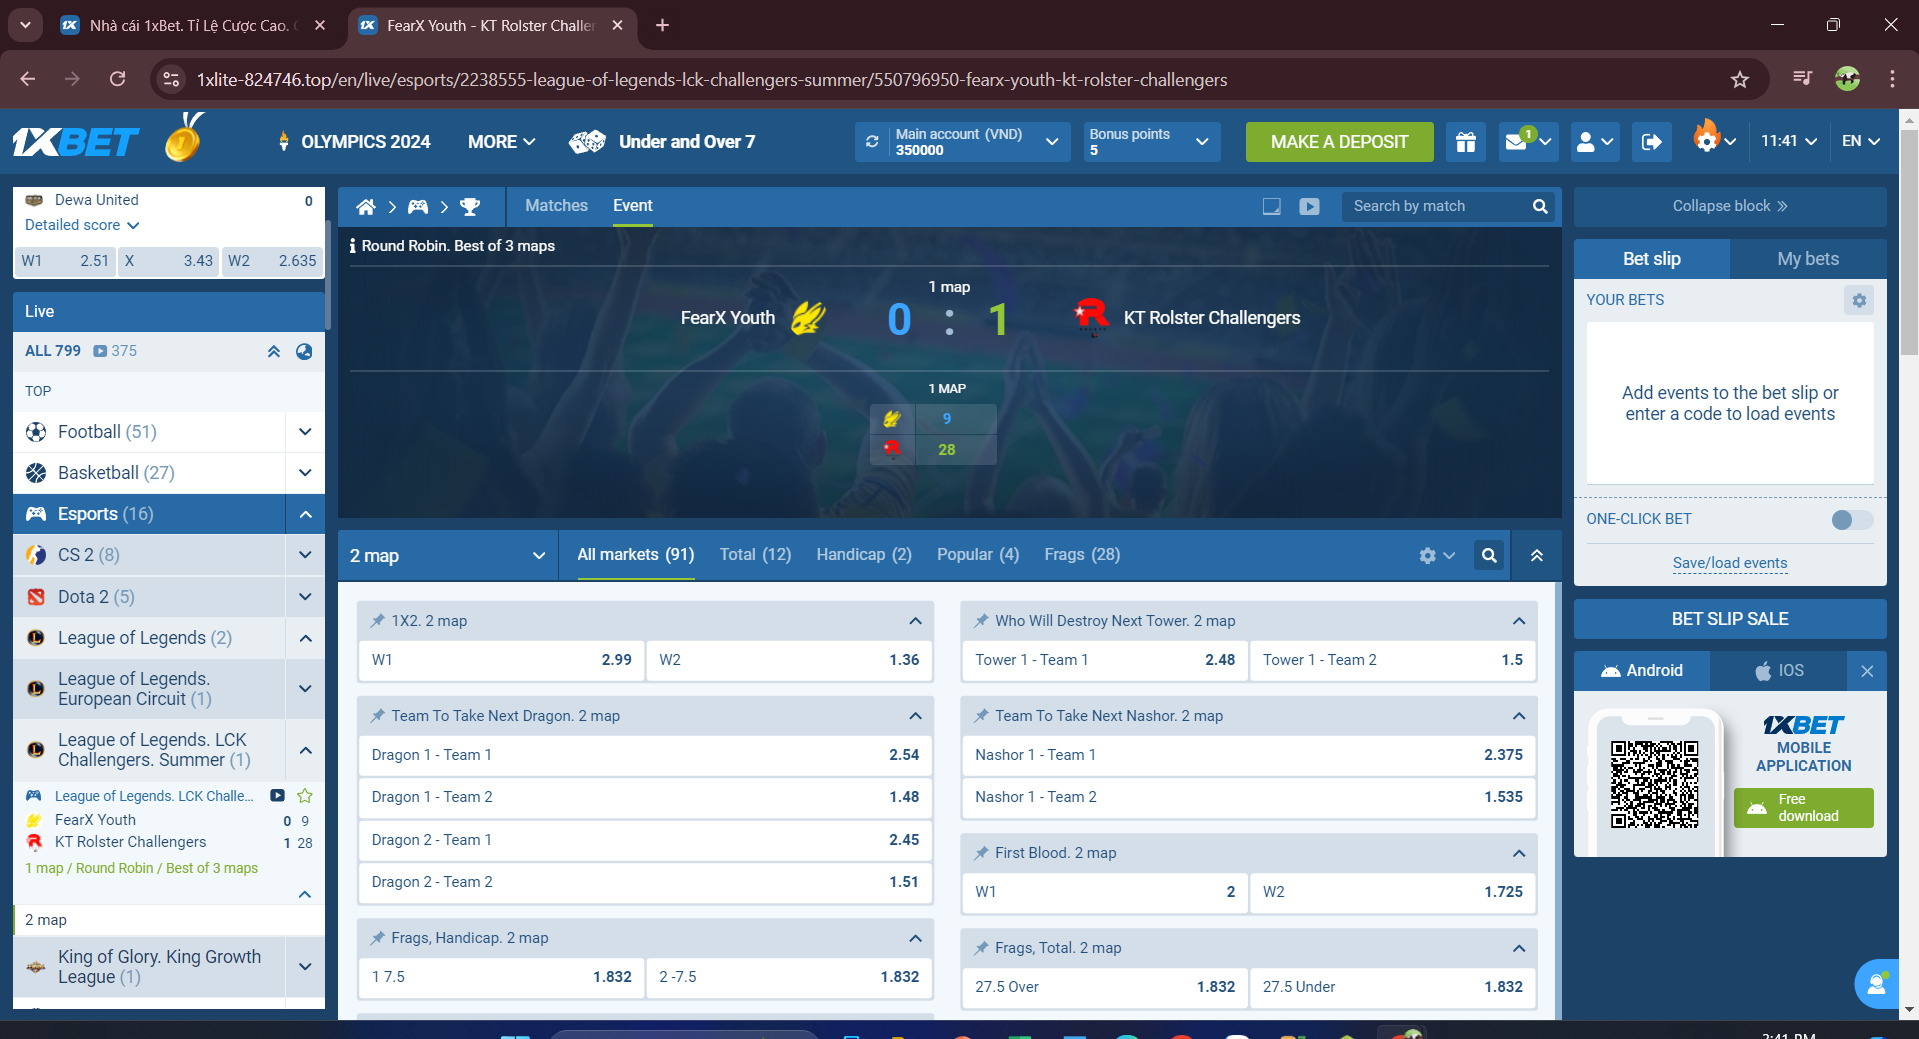 Nhà cái 1xBet. Tỉ Lệ Cược Cao.
FearX Youth - KT Rolster Challen
1xlite-824746.top/en/live/esports/2238555-league-of-legends-lck-challengers-summer/550796950-fearx-youth-kt-rolster-challengers
1XBET
OLYMPICS 2024
MORE
Under and Over 7
Main account (VND)
350000
Bonus points
5
MAKE A DEPOSIT
1
11:41
EN
Dewa United 0
Detailed score
W1 2.51 X 3.43 W2 2.635
Live
ALL 799 375
TOP
Football (51)
Basketball (27)
Esports (16)
CS 2 (8)
Dota 2 (5)
League of Legends (2)
League of Legends.
European Circuit (1)
League of Legends. LCK
Challengers. Summer (1)
League of Legends. LCK Challe...
FearX Youth 0 9
KT Rolster Challengers 1 28
1 map / Round Robin / Best of 3 maps
2 map
King of Glory. King Growth
League (1)
Matches
Event
Search by match
Round Robin. Best of 3 maps
1 map
FearX Youth 0 : 1 KT Rolster Challengers
1 MAP
9
28
2 map
All markets (91)
Total (12)
Handicap (2)
Popular (4)
Frags (28)
1X2. 2 map
W1 2.99 W2 1.36
Team To Take Next Dragon. 2 map
Dragon 1 - Team 1 2.54
Dragon 1 - Team 2 1.48
Dragon 2 - Team 1 2.45
Dragon 2 - Team 2 1.51
Frags, Handicap. 2 map
1 7.5 1.832 2 -7.5 1.832
Who Will Destroy Next Tower. 2 map
Tower 1 - Team 1 2.48 Tower 1 - Team 2 1.5
Team To Take Next Nashor. 2 map
Nashor 1 - Team 1 2.375
Nashor 1 - Team 2 1.535
First Blood. 2 map
W1 2 W2 1.725
Frags, Total. 2 map
27.5 Over 1.832 27.5 Under 1.832
Collapse block
Bet slip
My bets
YOUR BETS
Add events to the bet slip or
enter a code to load events
ONE-CLICK BET
Save/load events
BET SLIP SALE
Android
IOS
1XBET
MOBILE
APPLICATION
Free
download